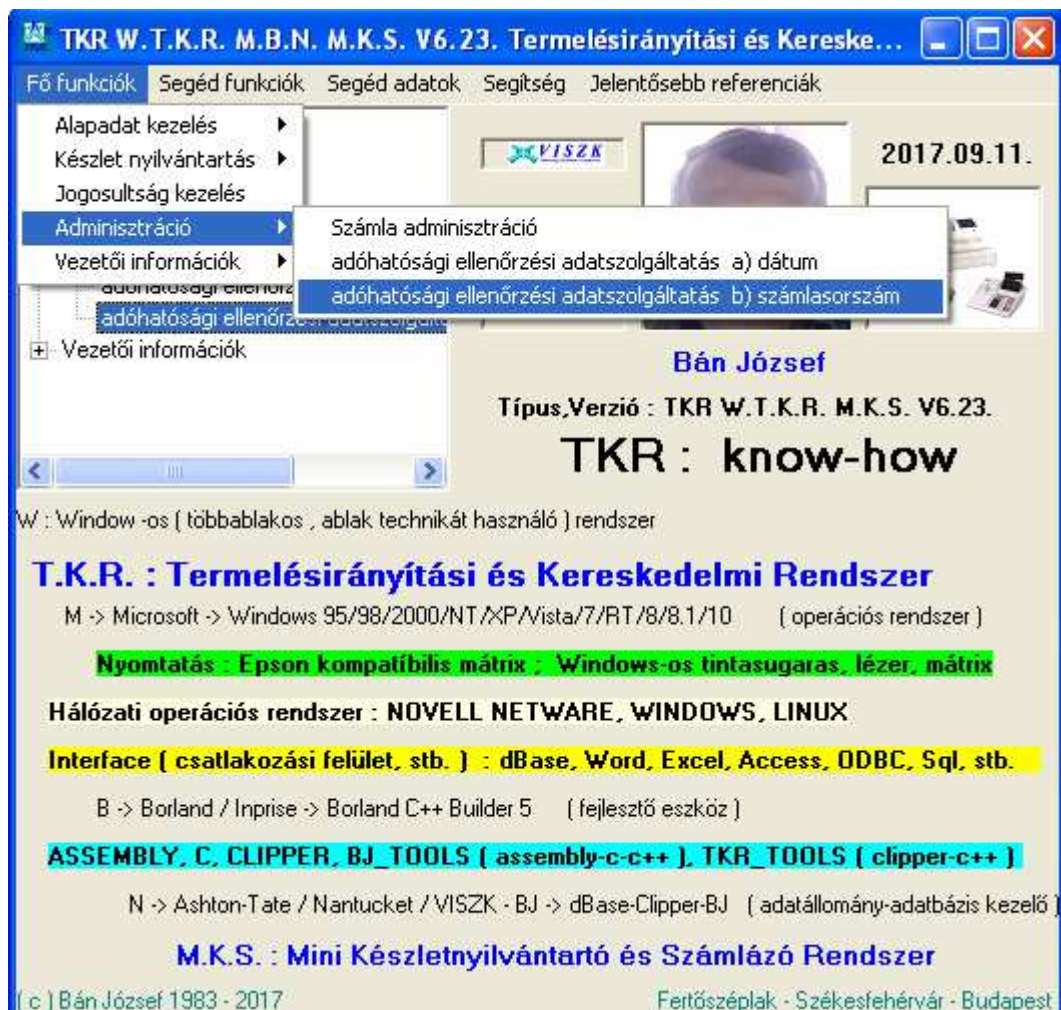 TKR W.T.K.R. M.B.N. M.K.S. V6.23. Termelésirányítási és Kereske...
Fő funkciók Segéd funkciók Segéd adatok Segítség Jelentősebb referenciák
Alapadat kezelés
Készlet nyilvántartás
Jogosultság kezelés
Adminisztráció
Vezetői információk
Számla adminisztráció
adóhatósági ellenőrzési adatszolgáltatás a) dátum
adóhatósági ellenőrzési adatszolgáltatás b) számlasorszám
VISZK
2017.09.11.
adóhatósági ellenőrz
adóhatósági ellenőrzési adatszolgált
Vezetői információk
Bán József
Típus,Verzió : TKR W.T.K.R. M.K.S. V6.23.
TKR : know-how
W : Window -os ( többablakos , ablak technikát használó ) rendszer
T.K.R. : Termelésirányítási és Kereskedelmi Rendszer
M -> Microsoft -> Windows 95/98/2000/NT/XP/Vista/7/RT/8/8.1/10 ( operációs rendszer )
Nyomtatás : Epson kompatíbilis mátrix ; Windows-os tintasugaras, lézer, mátrix
Hálózati operációs rendszer : NOVELL NETWARE, WINDOWS, LINUX
Interface ( csatlakozási felület, stb. ) : dBase, Word, Excel, Access, ODBC, Sql, stb.
B -> Borland / Inprise -> Borland C++ Builder 5 ( fejlesztő eszköz )
ASSEMBLY, C, CLIPPER, BJ_TOOLS ( assembly-c-c++ ), TKR_TOOLS ( clipper-c++ )
N -> Ashton-Tate / Nantucket / VISZK - BJ -> dBase-Clipper-BJ ( adatállomány-adatbázis kezelő )
M.K.S. : Mini Készletnyilvántartó és Számlázó Rendszer
( c ) Bán József 1983 - 2017
Fertőszéplak - Székesfehérvár - Budapest